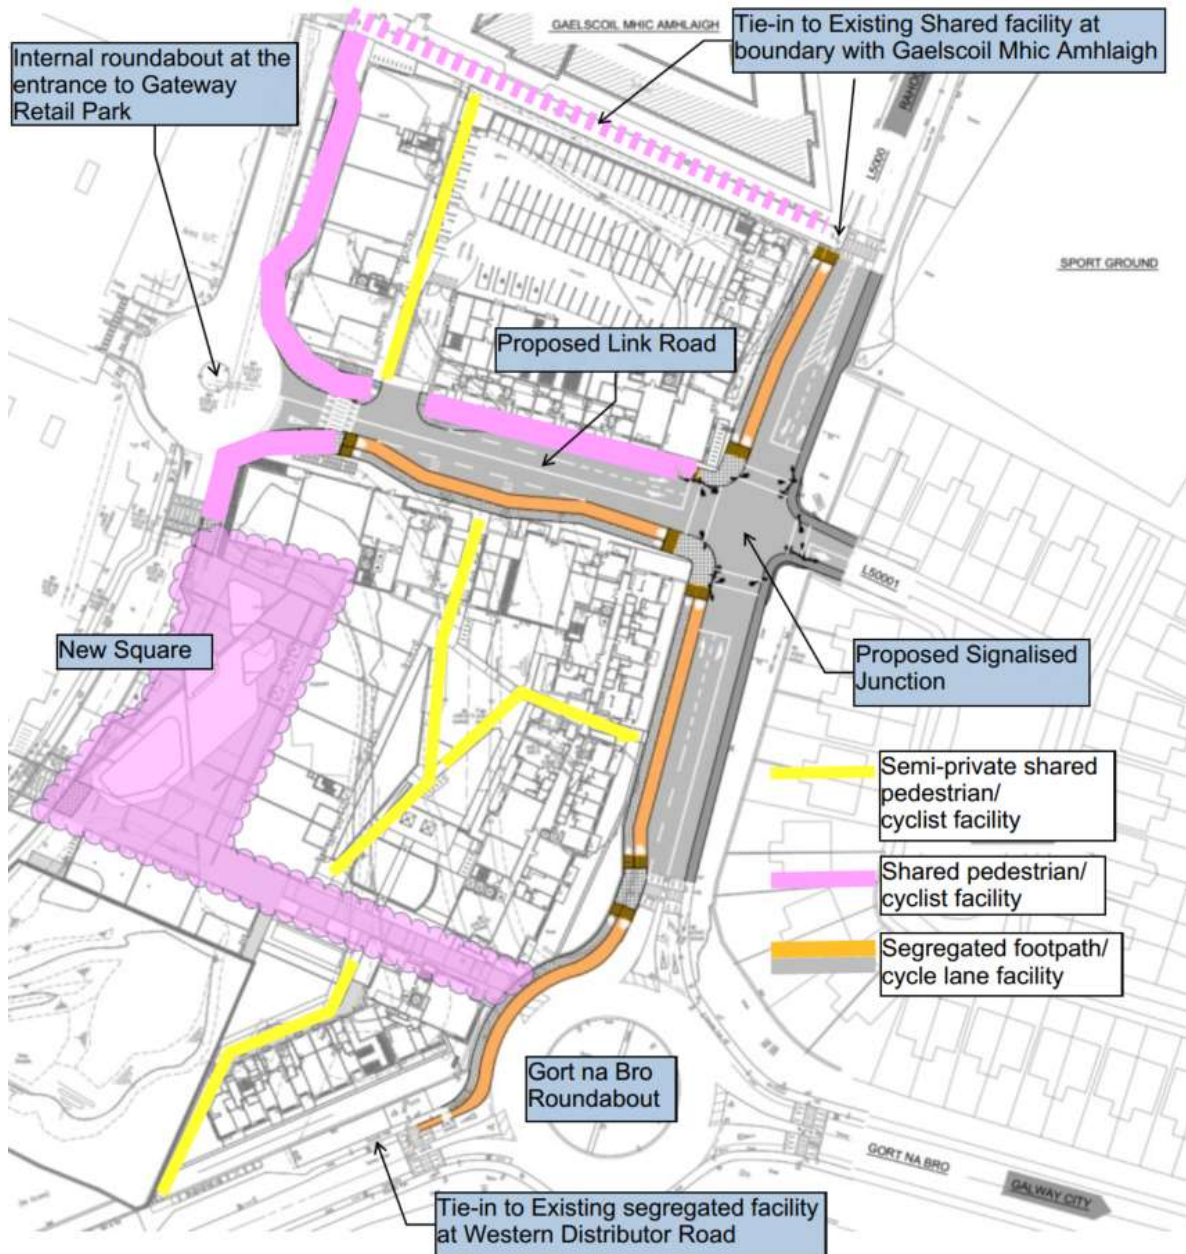 GAELSCOIL MHIC AMHLAIGH
Tie-in to Existing Shared facility at
boundary with Gaelscoil Mhic Amhlaigh
Internal roundabout at the
entrance to Gateway
Retail Park
L5000
SPORT GROUND
Proposed Link Road
L50001
New Square
Proposed Signalised
Junction
Semi-private shared
pedestrian/
cyclist facility
Shared pedestrian/
cyclist facility
Segregated footpath/
cycle lane facility
Gort na Bro
Roundabout
GORT NA BRO
GALWAY CITY
Tie-in to Existing segregated facility
at Western Distributor Road